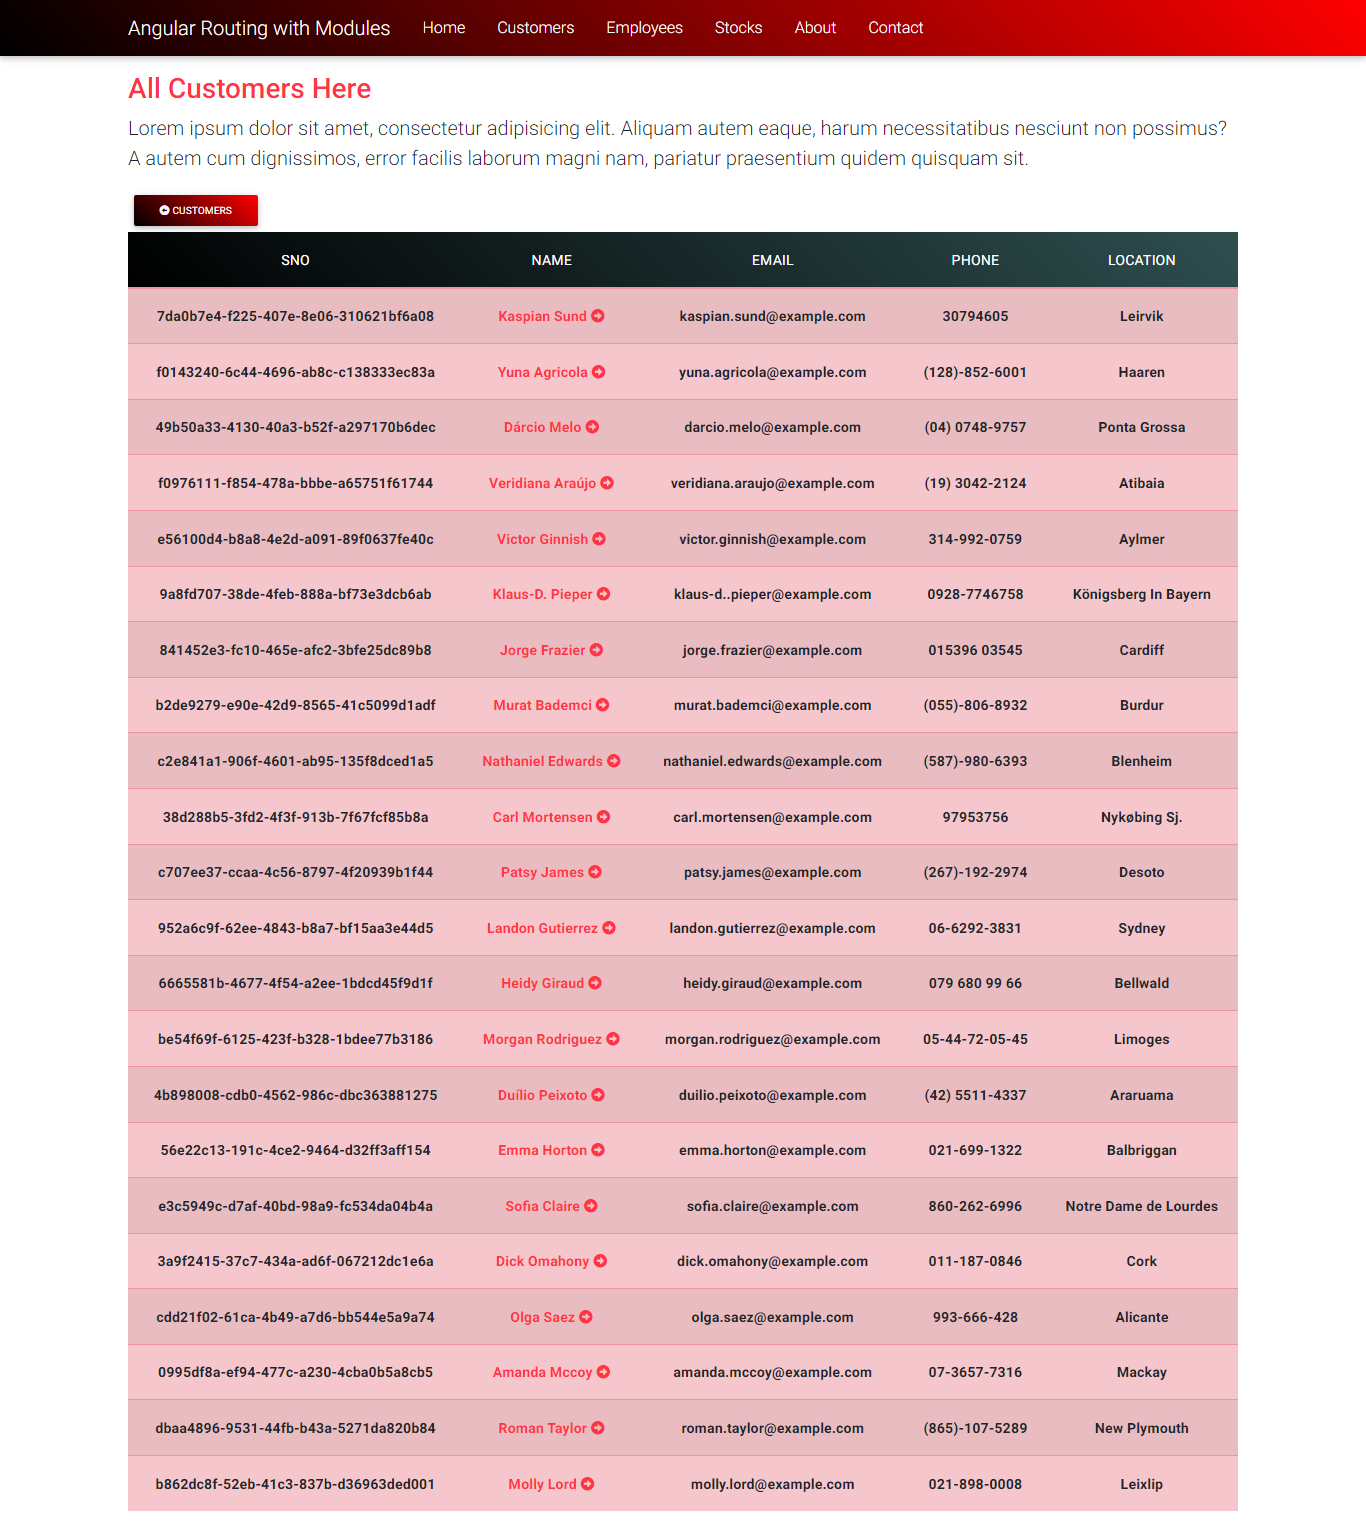 Angular Routing with Modules Home Customers Employees Stocks About Contact
All Customers Here
Lorem ipsum dolor sit amet, consectetur adipisicing elit. Aliquam autem eaque, harum necessitatibus nesciunt non possimus?
A autem cum dignissimos, error facilis laborum magni nam, pariatur praesentium quidem quisquam sit.
CUSTOMERS
SNO NAME EMAIL PHONE LOCATION
7da0b7e4-f225-407e-8e06-310621bf6a08 Kaspian Sund kaspian.sund@example.com 30794605 Leirvik
f0143240-6c44-4696-ab8c-c138333ec83a Yuna Agricola yuna.agricola@example.com (128)-852-6001 Haaren
49b50a33-4130-40a3-b52f-a297170b6dec Dárcio Melo darcio.melo@example.com (04) 0748-9757 Ponta Grossa
f0976111-f854-478a-bbbe-a65751f61744 Veridiana Araújo veridiana.araujo@example.com (19) 3042-2124 Atibaia
e56100d4-b8a8-4e2d-a091-89f0637fe40c Victor Ginnish victor.ginnish@example.com 314-992-0759 Aylmer
9a8fd707-38de-4feb-888a-bf73e3dcb6ab Klaus-D. Pieper klaus-d..pieper@example.com 0928-7746758 Königsberg In Bayern
841452e3-fc10-465e-afc2-3bfe25dc89b8 Jorge Frazier jorge.frazier@example.com 015396 03545 Cardiff
b2de9279-e90e-42d9-8565-41c5099d1adf Murat Bademci murat.bademci@example.com (055)-806-8932 Burdur
c2e841a1-906f-4601-ab95-135f8dced1a5 Nathaniel Edwards nathaniel.edwards@example.com (587)-980-6393 Blenheim
38d288b5-3fd2-4f3f-913b-7f67fcf85b8a Carl Mortensen carl.mortensen@example.com 97953756 Nykøbing Sj.
c707ee37-ccaa-4c56-8797-4f20939b1f44 Patsy James patsy.james@example.com (267)-192-2974 Desoto
952a6c9f-62ee-4843-b8a7-bf15aa3e44d5 Landon Gutierrez landon.gutierrez@example.com 06-6292-3831 Sydney
6665581b-4677-4f54-a2ee-1bdcd45f9d1f Heidy Giraud heidy.giraud@example.com 079 680 99 66 Bellwald
be54f69f-6125-423f-b328-1bdee77b3186 Morgan Rodriguez morgan.rodriguez@example.com 05-44-72-05-45 Limoges
4b898008-cdb0-4562-986c-dbc363881275 Duílio Peixoto duilio.peixoto@example.com (42) 5511-4337 Araruama
56e22c13-191c-4ce2-9464-d32ff3aff154 Emma Horton emma.horton@example.com 021-699-1322 Balbriggan
e3c5949c-d7af-40bd-98a9-fc534da04b4a Sofia Claire sofia.claire@example.com 860-262-6996 Notre Dame de Lourdes
3a9f2415-37c7-434a-ad6f-067212dc1e6a Dick Omahony dick.omahony@example.com 011-187-0846 Cork
cdd21f02-61ca-4b49-a7d6-bb544e5a9a74 Olga Saez olga.saez@example.com 993-666-428 Alicante
0995df8a-ef94-477c-a230-4cba0b5a8cb5 Amanda Mccoy amanda.mccoy@example.com 07-3657-7316 Mackay
dbaa4896-9531-44fb-b43a-5271da820b84 Roman Taylor roman.taylor@example.com (865)-107-5289 New Plymouth
b862dc8f-52eb-41c3-837b-d36963ded001 Molly Lord molly.lord@example.com 021-898-0008 Leixlip